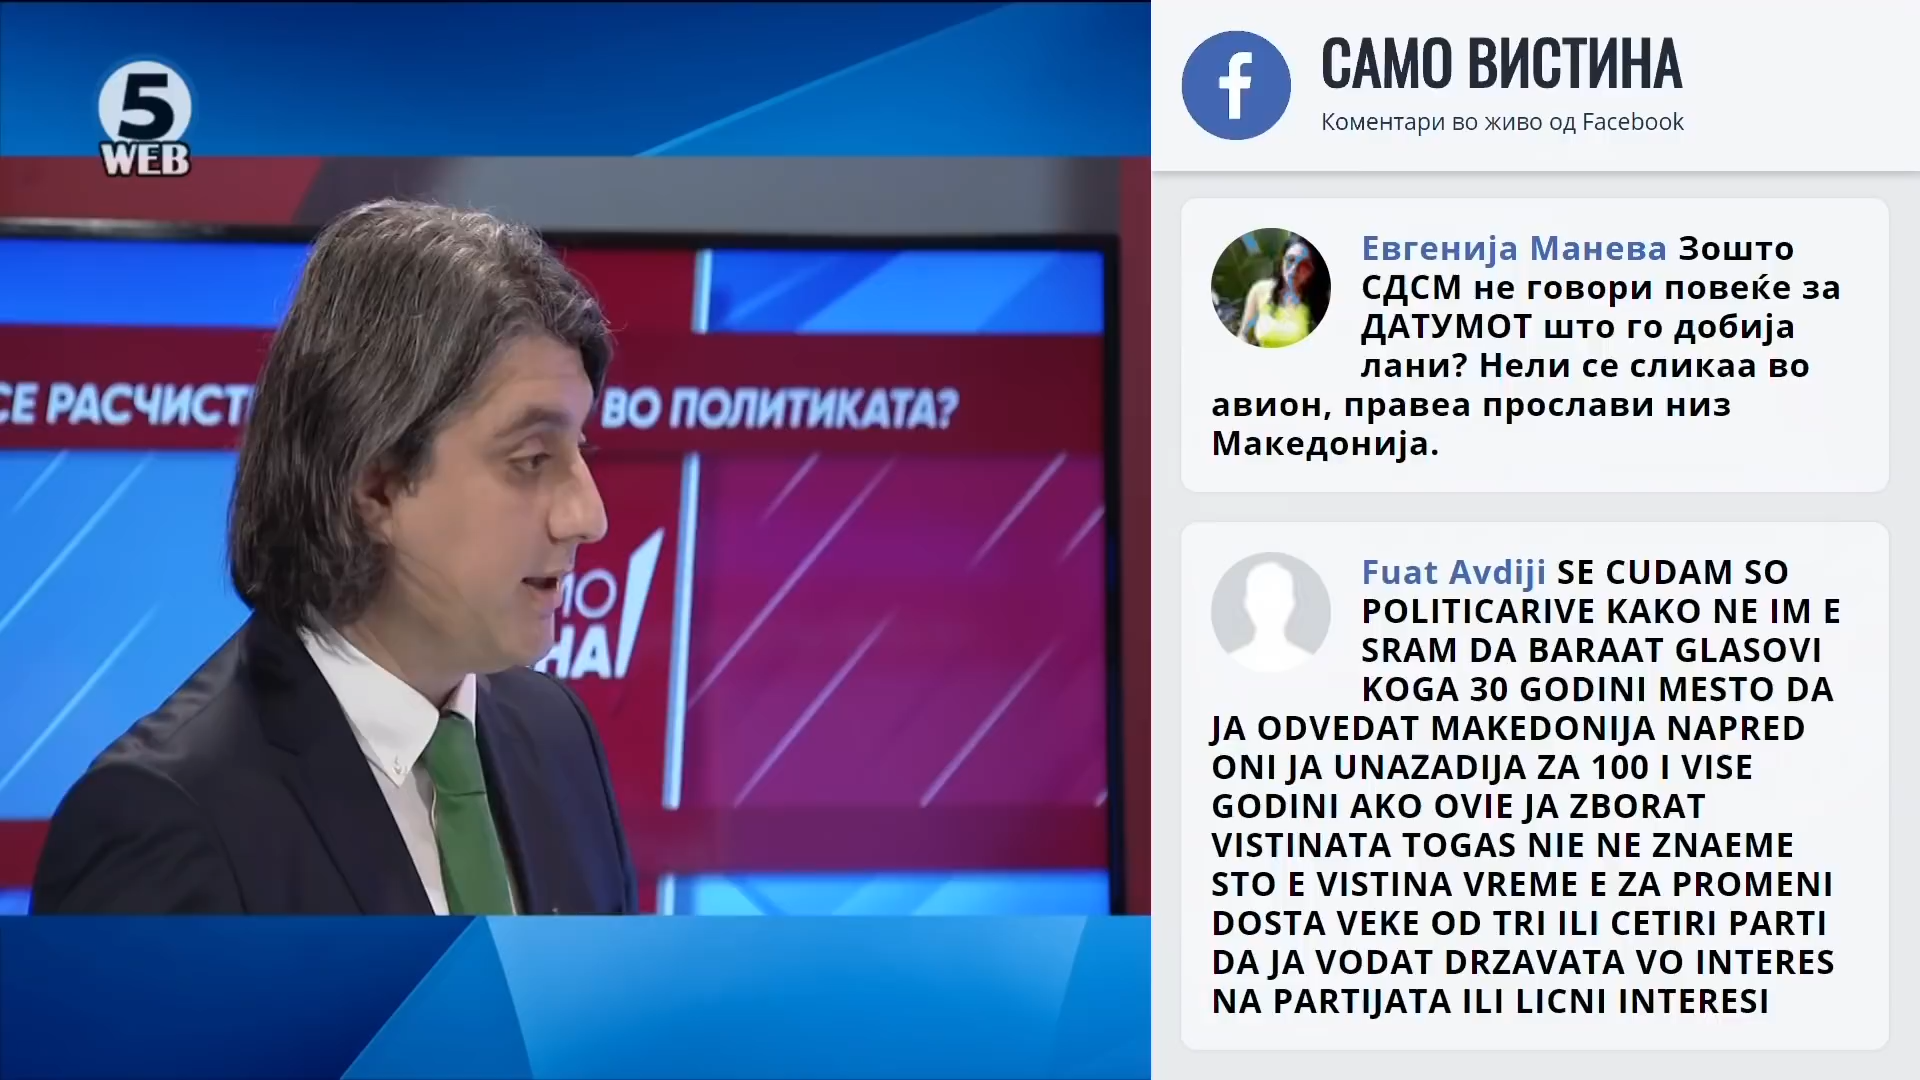 5
WEB
СЕ РАСЧИСТ
ВО ПОЛИТИКАТА?
МО
НА
САМО ВИСТИНА
Коментари во живо од Facebook
Евгенија Манева Зошто
СДСМ не говори повеќе за
ДАТУМОТ што го добија
лани? Нели се сликаа во
авион, правеа прослави низ
Македонија.
Fuat Avdiji SE CUDAM SO
POLITICARIVE KAKO NE IM E
SRAM DA BARAAT GLASOVI
KOGA 30 GODINI MESTO DA
JA ODVEDAT MAKEDONIJA NAPRED
ONI JA UNAZADIJA ZA 100 I VISE
GODINI AKO OVIE JA ZBORAT
VISTINATA TOGAS NIE NE ZNAEME
STO E VISTINA VREME E ZA PROMENI
DOSTA VEKE OD TRI ILI CETIRI PARTI
DA JA VODAT DRZAVATA VO INTERES
NA PARTIJATA ILI LICNI INTERESI